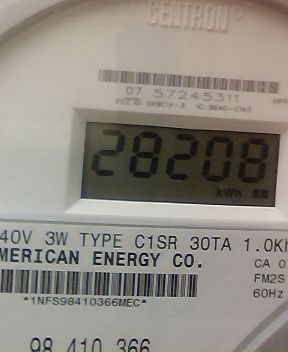 CENTRON®
07 57245311
28208
kWh
40V 3W TYPE C1SR 30TA 1.0Kh
MERICAN ENERGY CO.
CA 0
FM2S
60Hz
*1NFS98410366MEC*
98 410 366